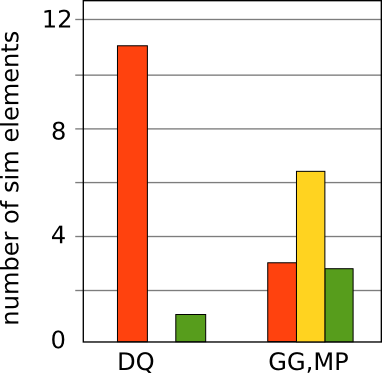 number of sim elements
12
8
4
0
DQ
GG,MP